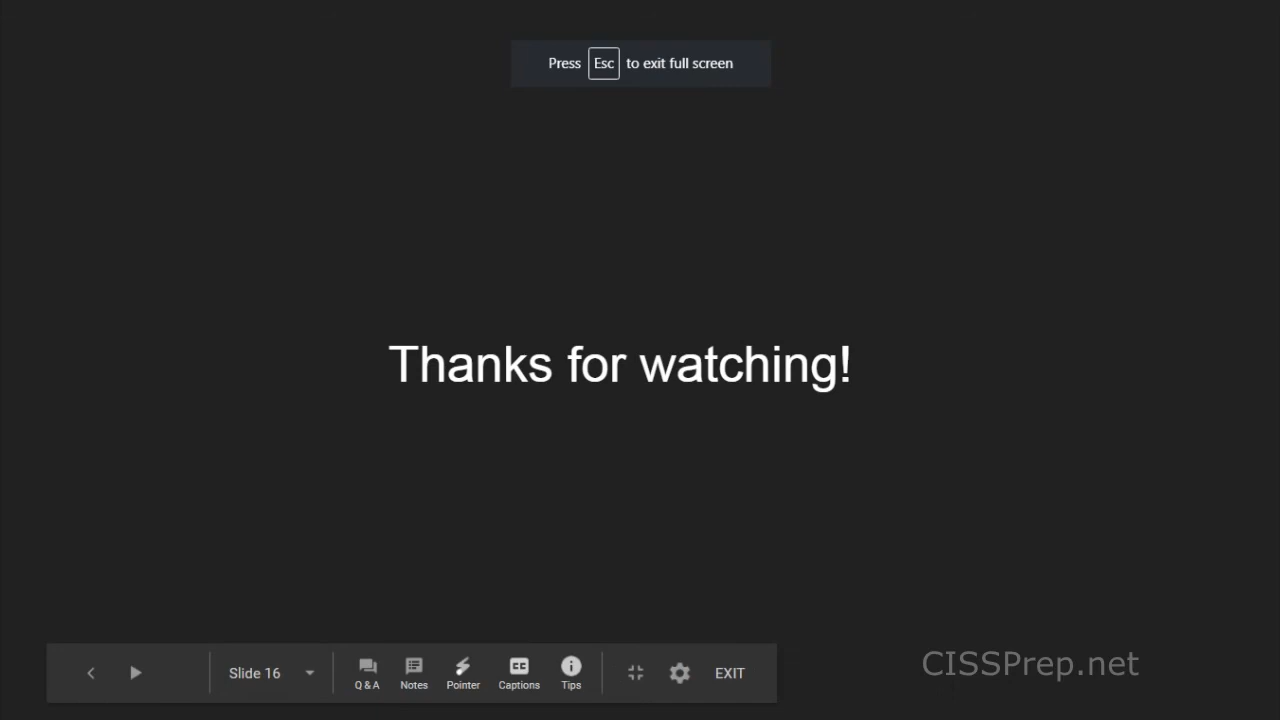 Press Esc to exit full screen
Thanks for watching!
CISSPrep.net
Slide 16
Q & A
Notes
Pointer
Captions
Tips
EXIT